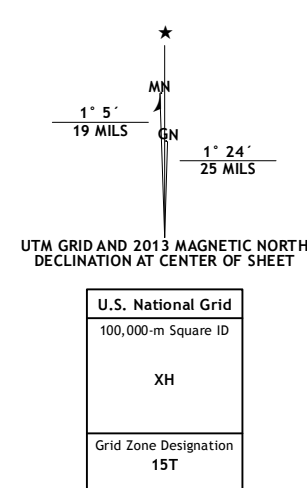 ★
MN
1° 5´
19 MILS
GN
1° 24´
25 MILS
UTM GRID AND 2013 MAGNETIC NORTH
DECLINATION AT CENTER OF SHEET
U.S. National Grid
100,000-m Square ID
XH
Grid Zone Designation
15T